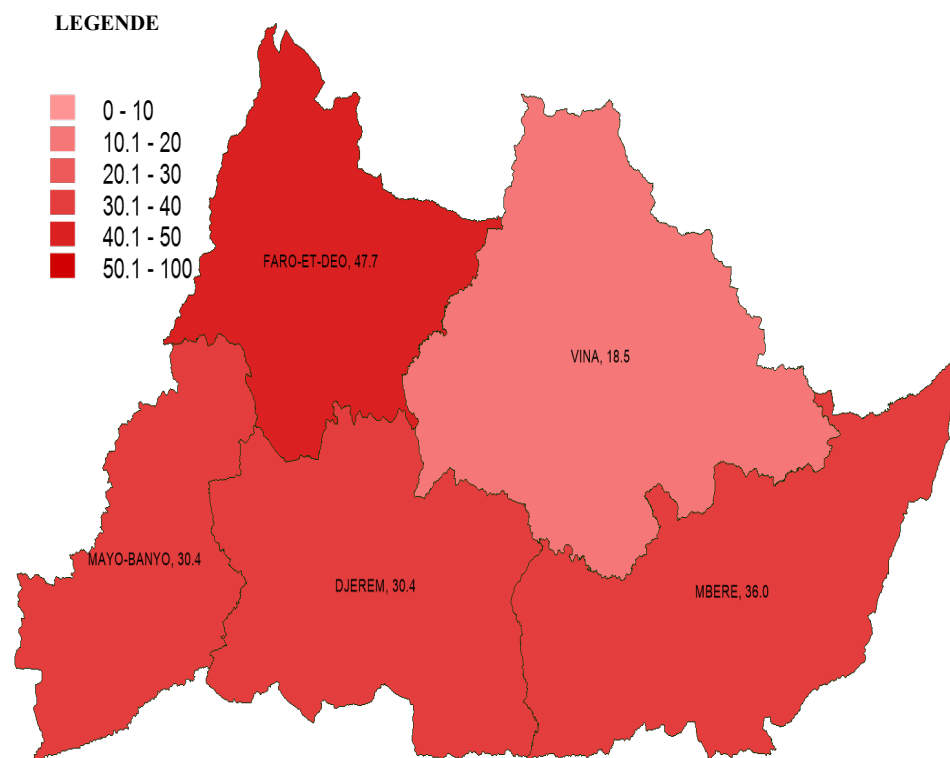 LEGENDE
0 - 10
10.1 - 20
20.1 - 30
30.1 - 40
40.1 - 50
50.1 - 100
FARO-ET-DEO, 47.7
VINA, 18.5
MAYO-BANYO, 30.4
DJEREM, 30.4
MBERE, 36.0